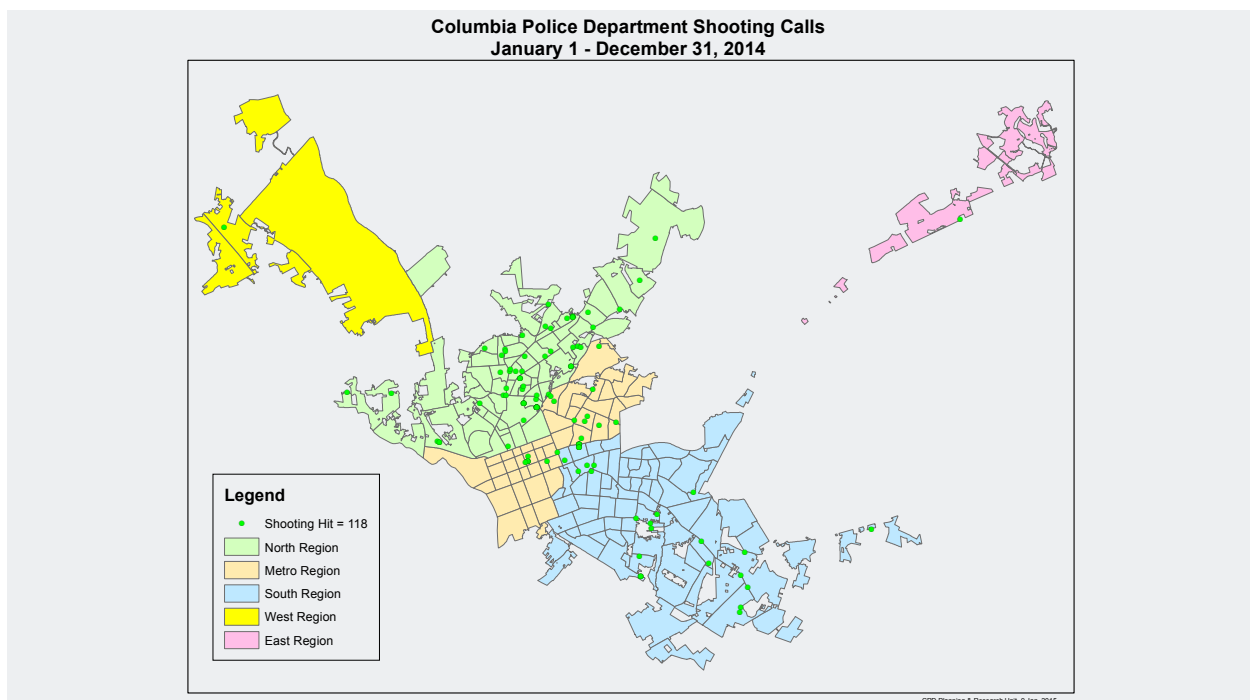 Columbia Police Department Shooting Calls
January 1 - December 31, 2014
Legend
Shooting Hit = 118
North Region
Metro Region
South Region
West Region
East Region